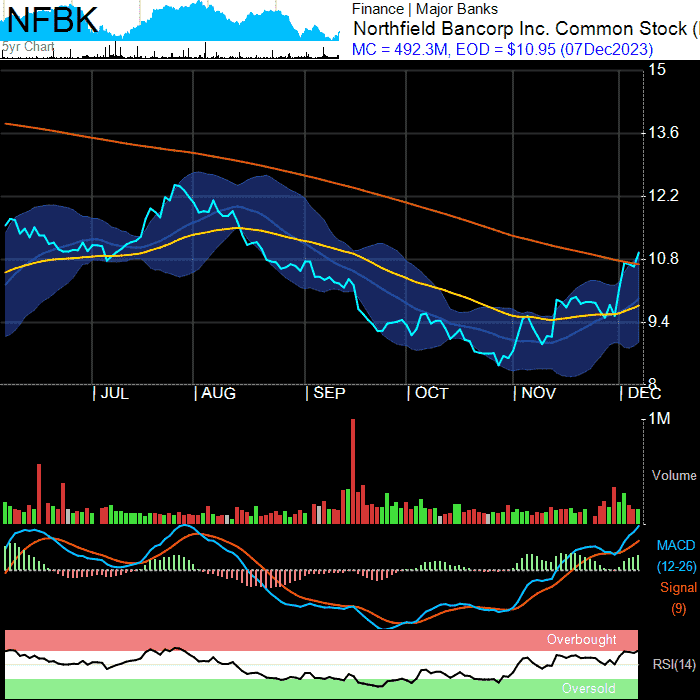 NFBK
5yr Chart
Finance | Major Banks
Northfield Bancorp Inc. Common Stock (
MC = 492.3M, EOD = $10.95 (07Dec2023)
15
13.6
12.2
10.8
9.4
8
| JUL | AUG | SEP | OCT | NOV | DEC
1M
Volume
MACD
(12-26)
Signal
(9)
Overbought
RSI(14)
Oversold